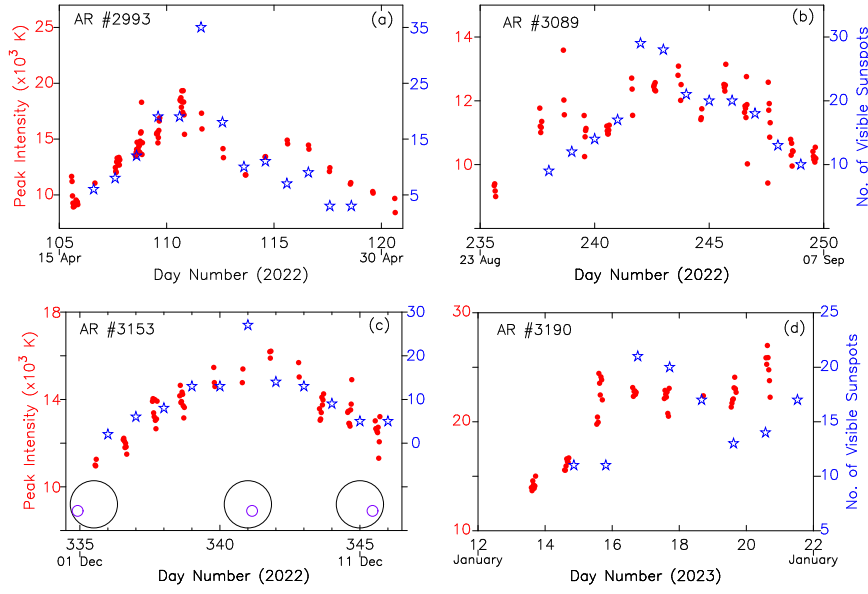 AR #2993
(a)
25
20
15
10
35
25
15
5
105
110
115
120
15 Apr
30 Apr
Day Number (2022)
Peak Intensity (x10³ K)
No. of Visible Sunspots
AR #3089
(b)
14
12
10
30
20
10
235
240
245
250
23 Aug
07 Sep
Day Number (2022)
AR #3153
(c)
18
14
10
30
20
10
0
335
340
345
01 Dec
11 Dec
Day Number (2022)
Peak Intensity (x10³ K)
No. of Visible Sunspots
AR #3190
(d)
30
20
10
25
20
15
10
5
12
14
16
18
20
22
January
January
Day Number (2023)